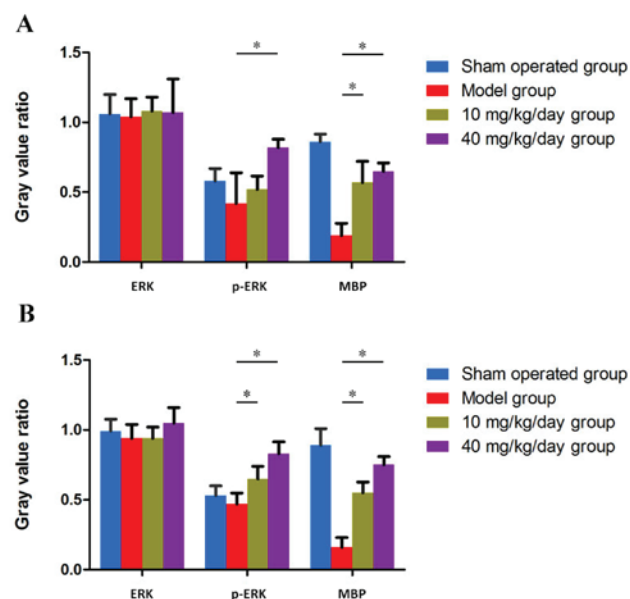 A
1.5
1.0
0.5
0.0
Gray value ratio
* * *
ERK p-ERK MBP
Sham operated group
Model group
10 mg/kg/day group
40 mg/kg/day group
B
1.5
1.0
0.5
0.0
Gray value ratio
* * * *
ERK p-ERK MBP
Sham operated group
Model group
10 mg/kg/day group
40 mg/kg/day group